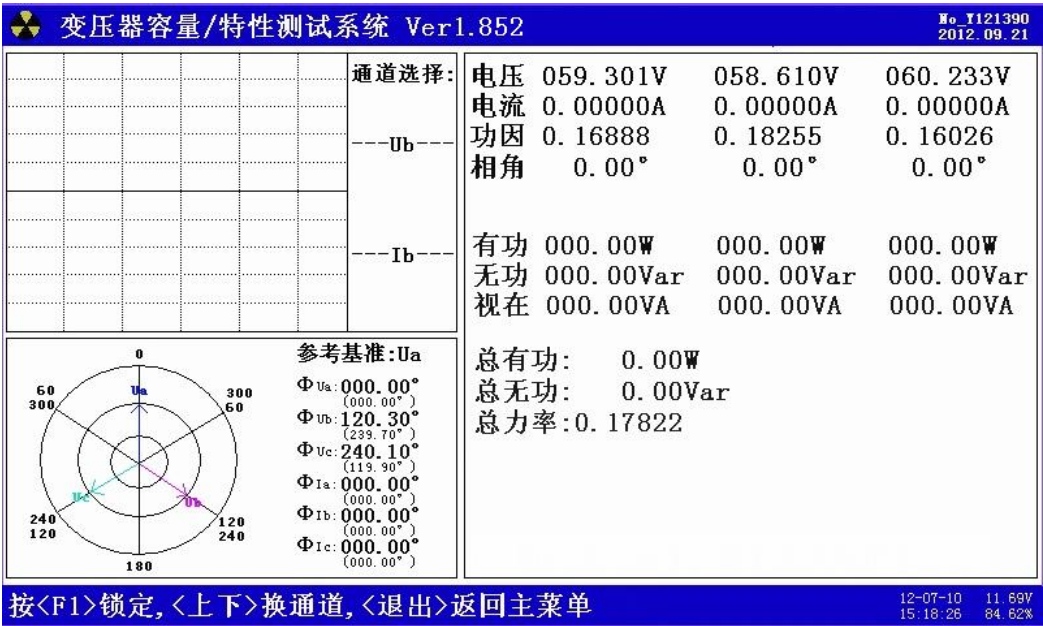 变压器容量/特性测试系统 Ver1.852
No_Y121390
2012.09.21
通道选择:
---Ub---
---Ib---
电压 059.301V 058.610V 060.233V
电流 0.00000A 0.00000A 0.00000A
功因 0.16888 0.18255 0.16026
相角 0.00° 0.00° 0.00°
有功 000.00W 000.00W 000.00W
无功 000.00Var 000.00Var 000.00Var
视在 000.00VA 000.00VA 000.00VA
总有功: 0.00W
总无功: 0.00Var
总力率:0.17822
0
60
300
300
60
Ua
Uc
Ub
240
120
120
240
180
参考基准:Ua
ΦUa:000.00°
(000.00°)
ΦUb:120.30°
(239.70°)
ΦUc:240.10°
(119.90°)
ΦIa:000.00°
(000.00°)
ΦIb:000.00°
(000.00°)
ΦIc:000.00°
(000.00°)
按<F1>锁定,<上下>换通道,<退出>返回主菜单
12-07-10 11.69V
15:18:26 84.62%